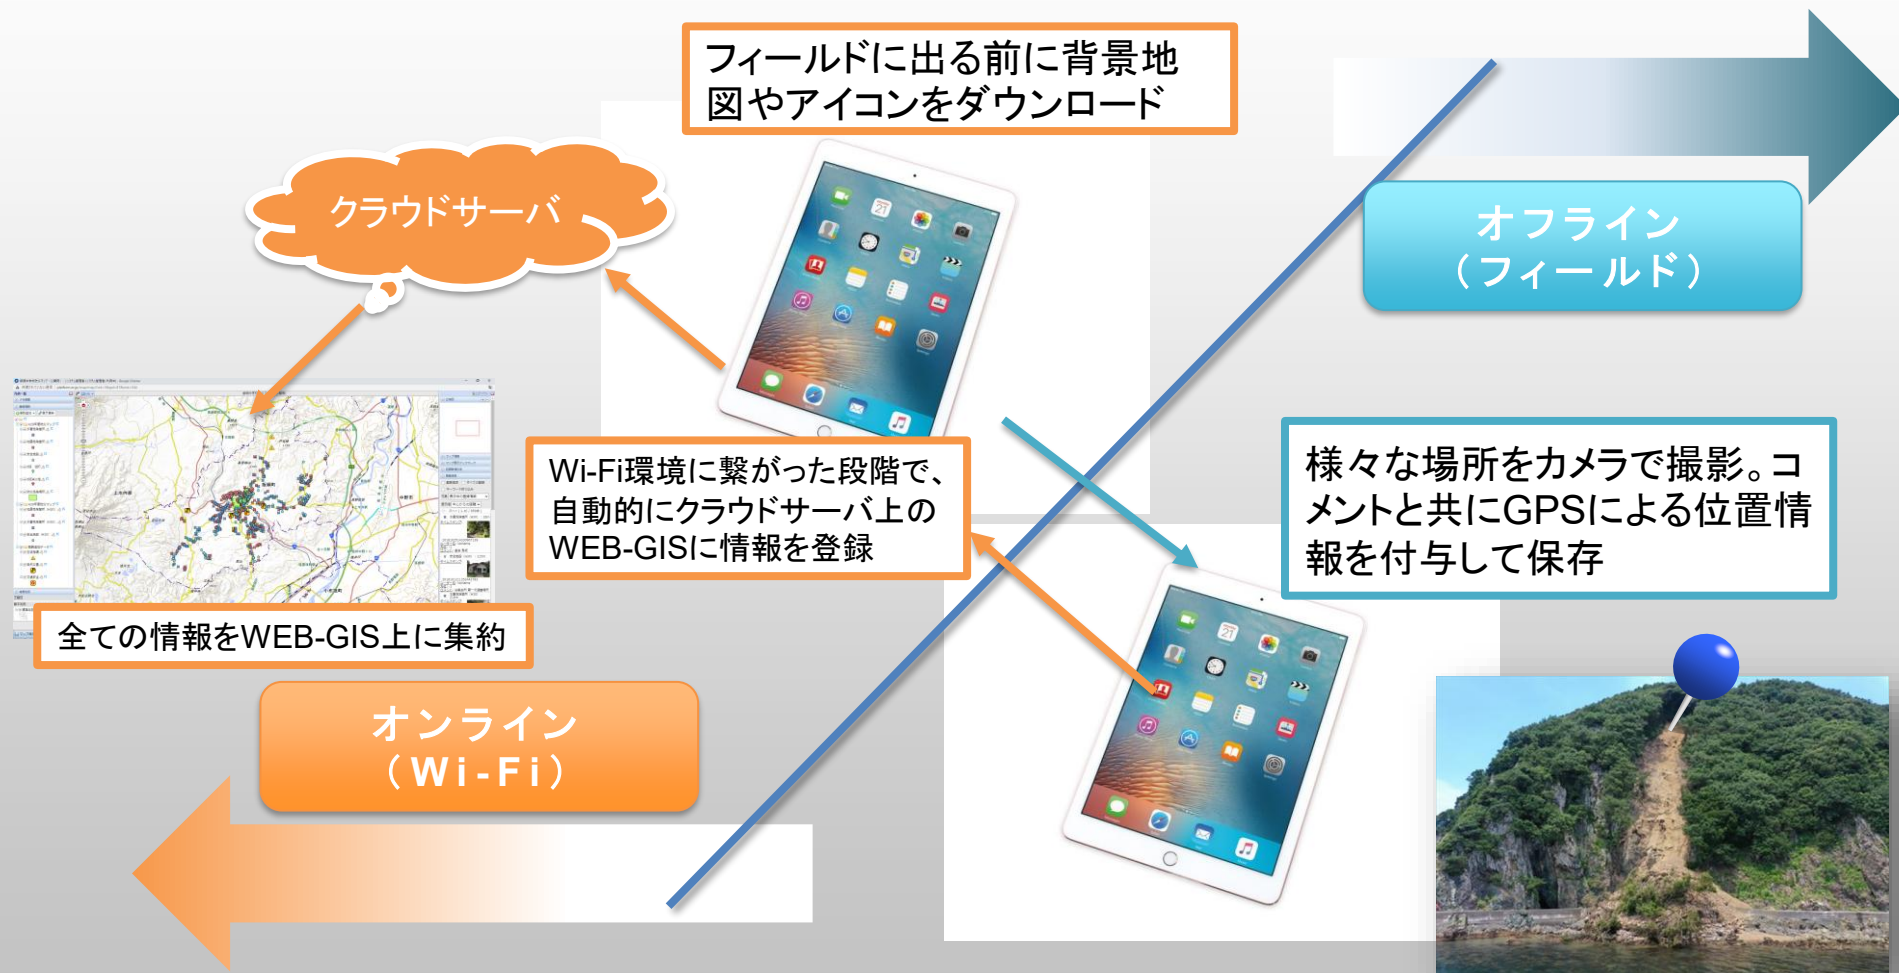 フィールドに出る前に背景地
図やアイコンをダウンロード
クラウドサーバ
オフライン
（フィールド）
Wi-Fi環境に繋がった段階で、
自動的にクラウドサーバ上の
WEB-GISに情報を登録
様々な場所をカメラで撮影。コ
メントと共にGPSによる位置情
報を付与して保存
全ての情報をWEB-GIS上に集約
オンライン
（Wi-Fi）